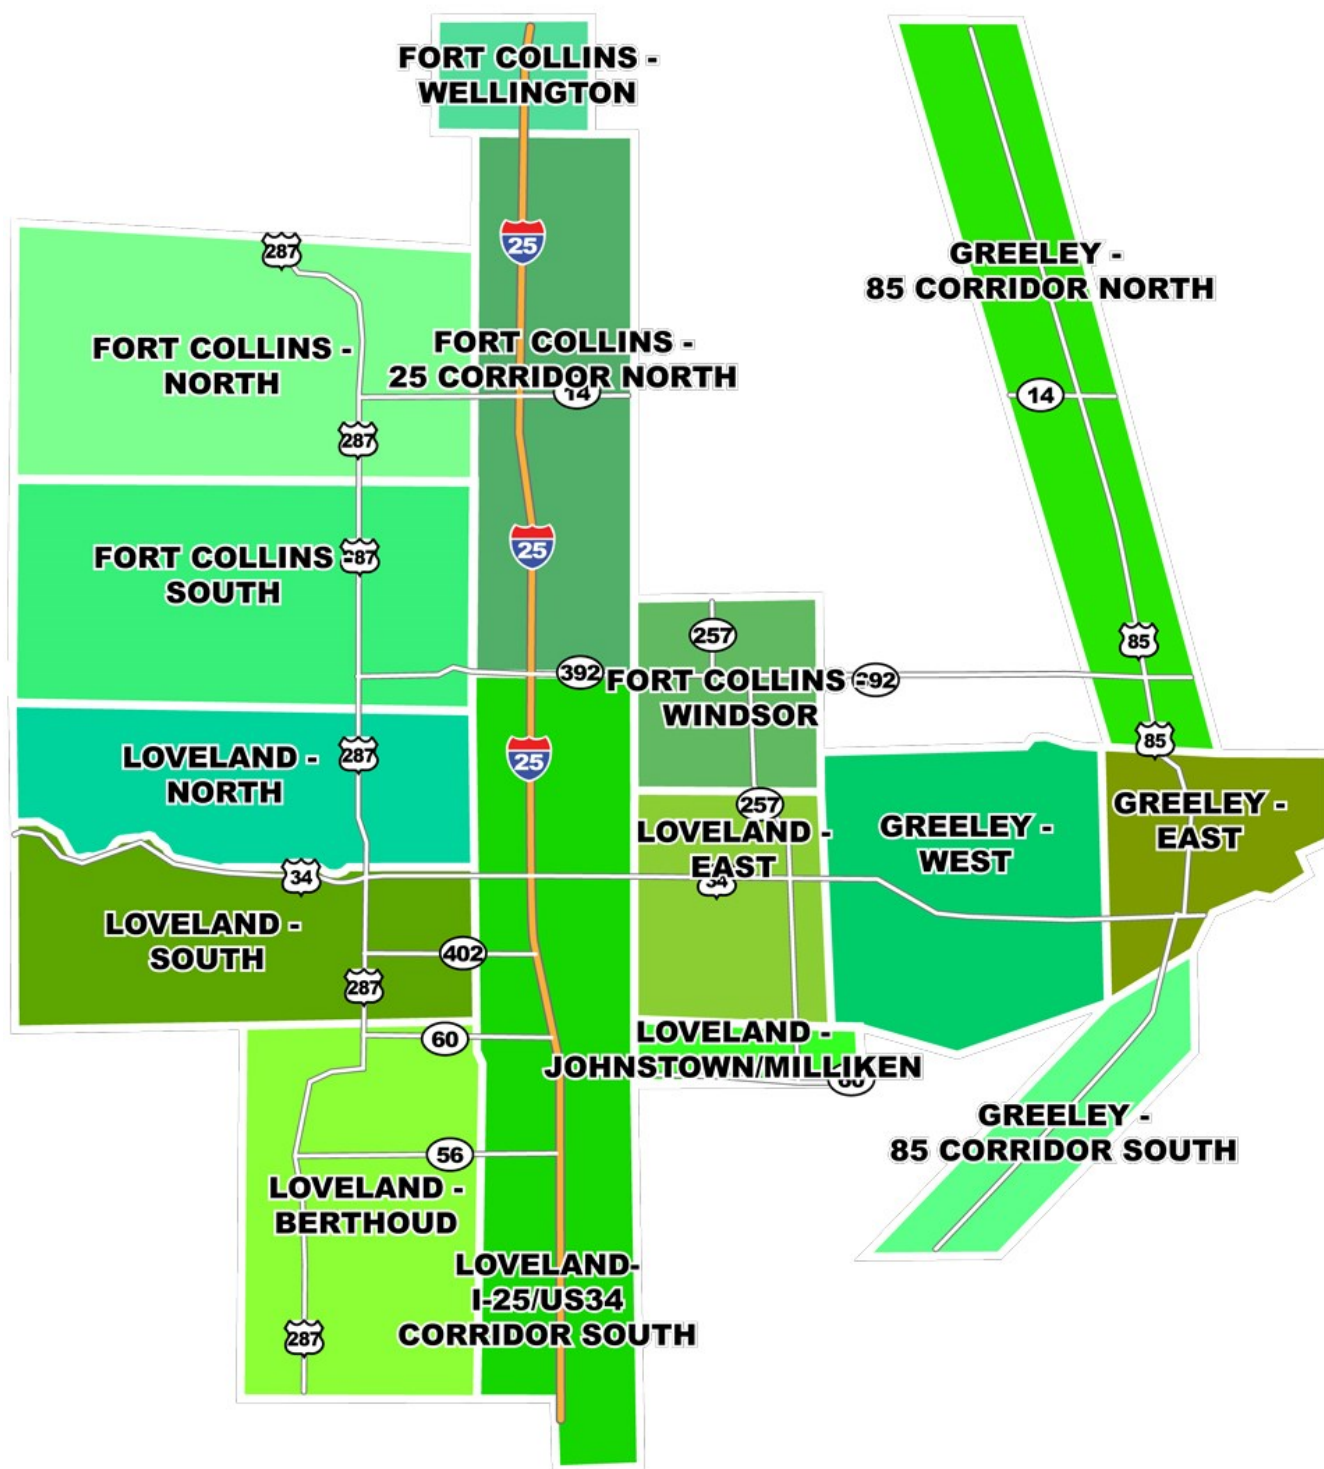 FORT COLLINS -
WELLINGTON
25
287
GREELEY -
85 CORRIDOR NORTH
FORT COLLINS -
NORTH
FORT COLLINS -
25 CORRIDOR NORTH
14
14
287
FORT COLLINS -
SOUTH
287
25
257
85
392
FORT COLLINS -
WINDSOR
392
LOVELAND -
NORTH
287
25
85
257
GREELEY -
EAST
LOVELAND -
EAST
34
GREELEY -
WEST
34
LOVELAND -
SOUTH
402
287
60
LOVELAND -
JOHNSTOWN/MILLIKEN
60
GREELEY -
85 CORRIDOR SOUTH
56
LOVELAND -
BERTHOUD
LOVELAND-
I-25/US34
CORRIDOR SOUTH
287